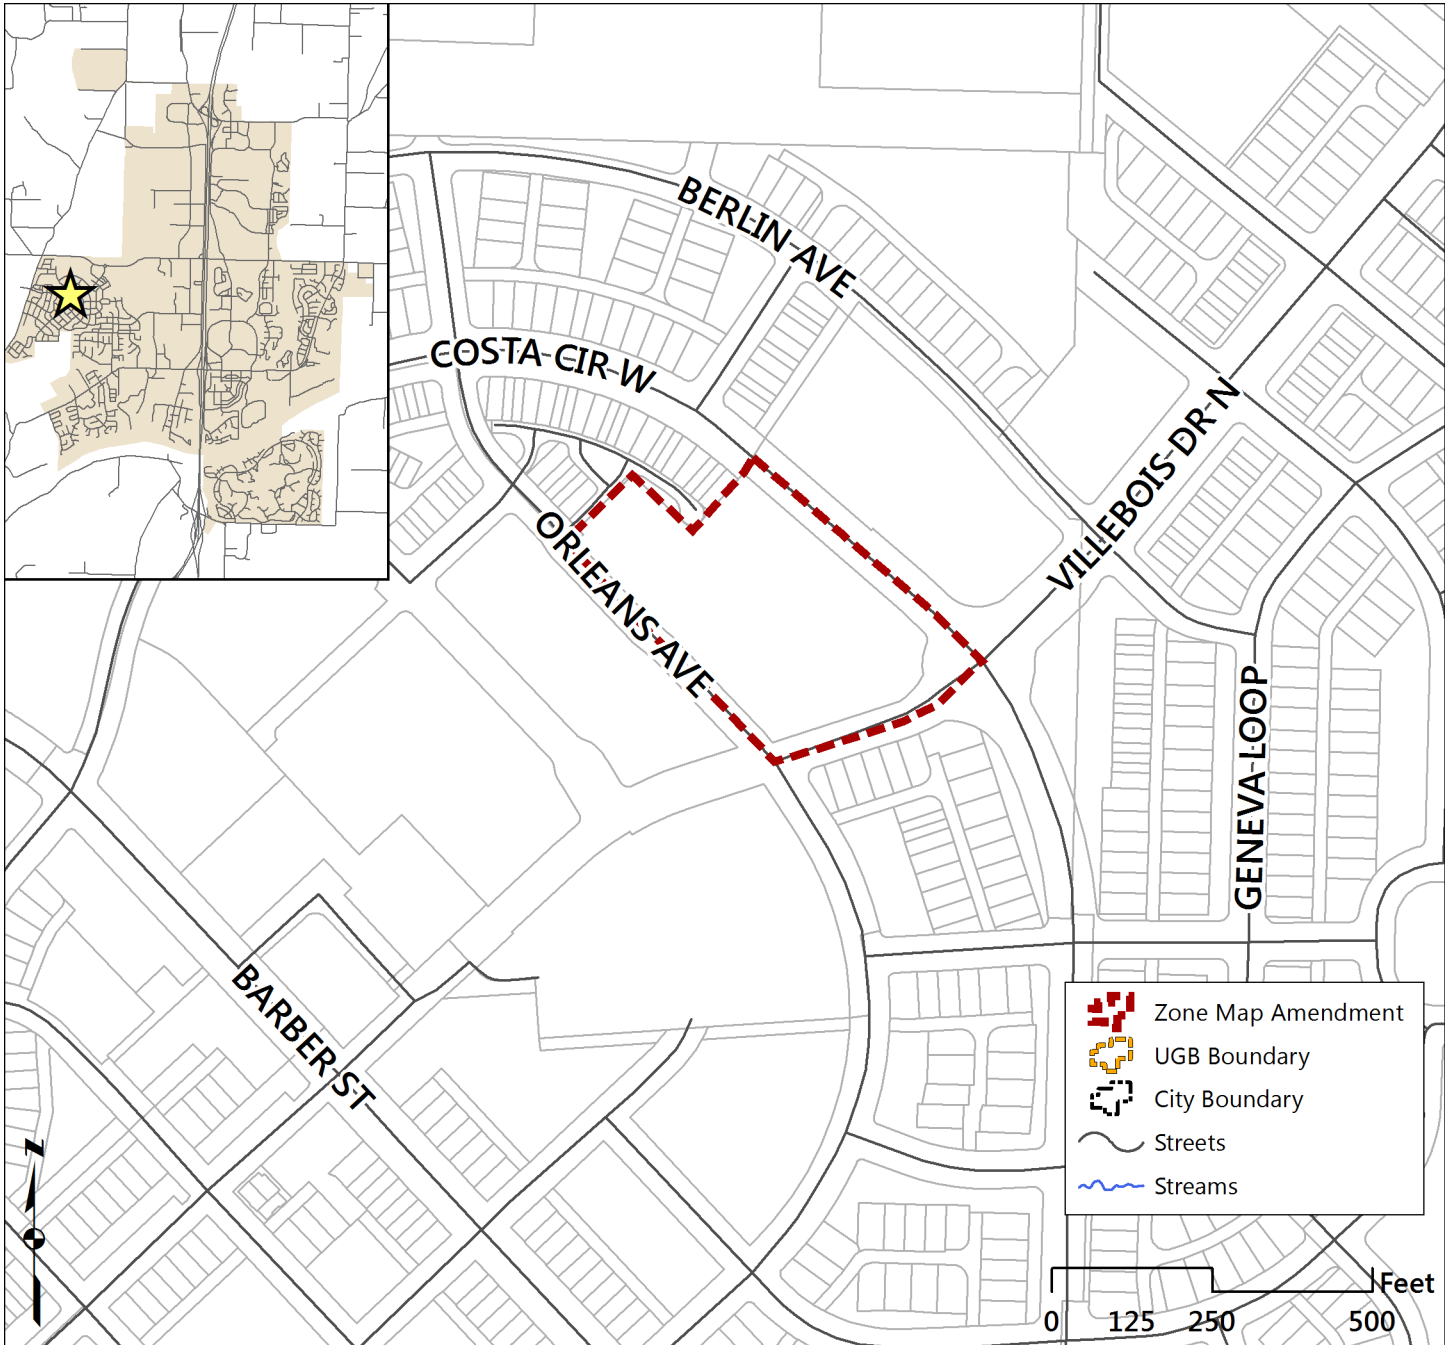 BERLIN AVE
COSTA CIR W
VILLEBOIS DR N
ORLEANS AVE
GENEVA LOOP
BARBER ST
Zone Map Amendment
UGB Boundary
City Boundary
Streets
Streams
N
Feet
0 125 250 500